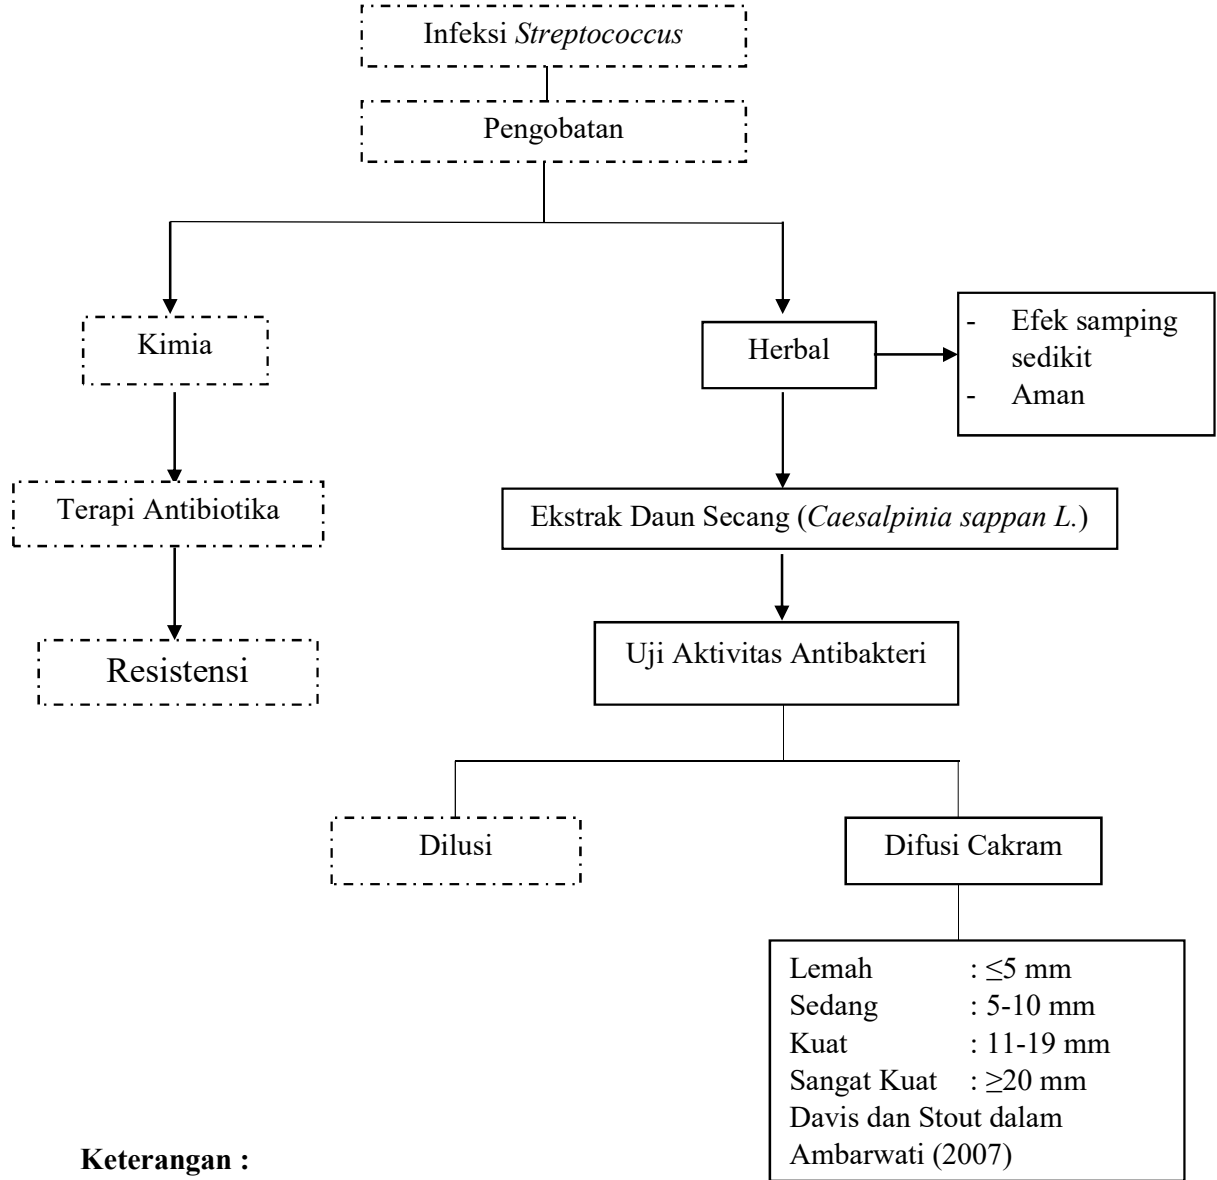 Infeksi Streptococcus
Pengobatan
Kimia
Herbal
- Efek samping
sedikit
- Aman
Terapi Antibiotika
Ekstrak Daun Secang (Caesalpinia sappan L.)
Resistensi
Uji Aktivitas Antibakteri
Dilusi
Difusi Cakram
Lemah : ≤5 mm
Sedang : 5-10 mm
Kuat : 11-19 mm
Sangat Kuat : ≥20 mm
Davis dan Stout dalam
Ambarwati (2007)
Keterangan :